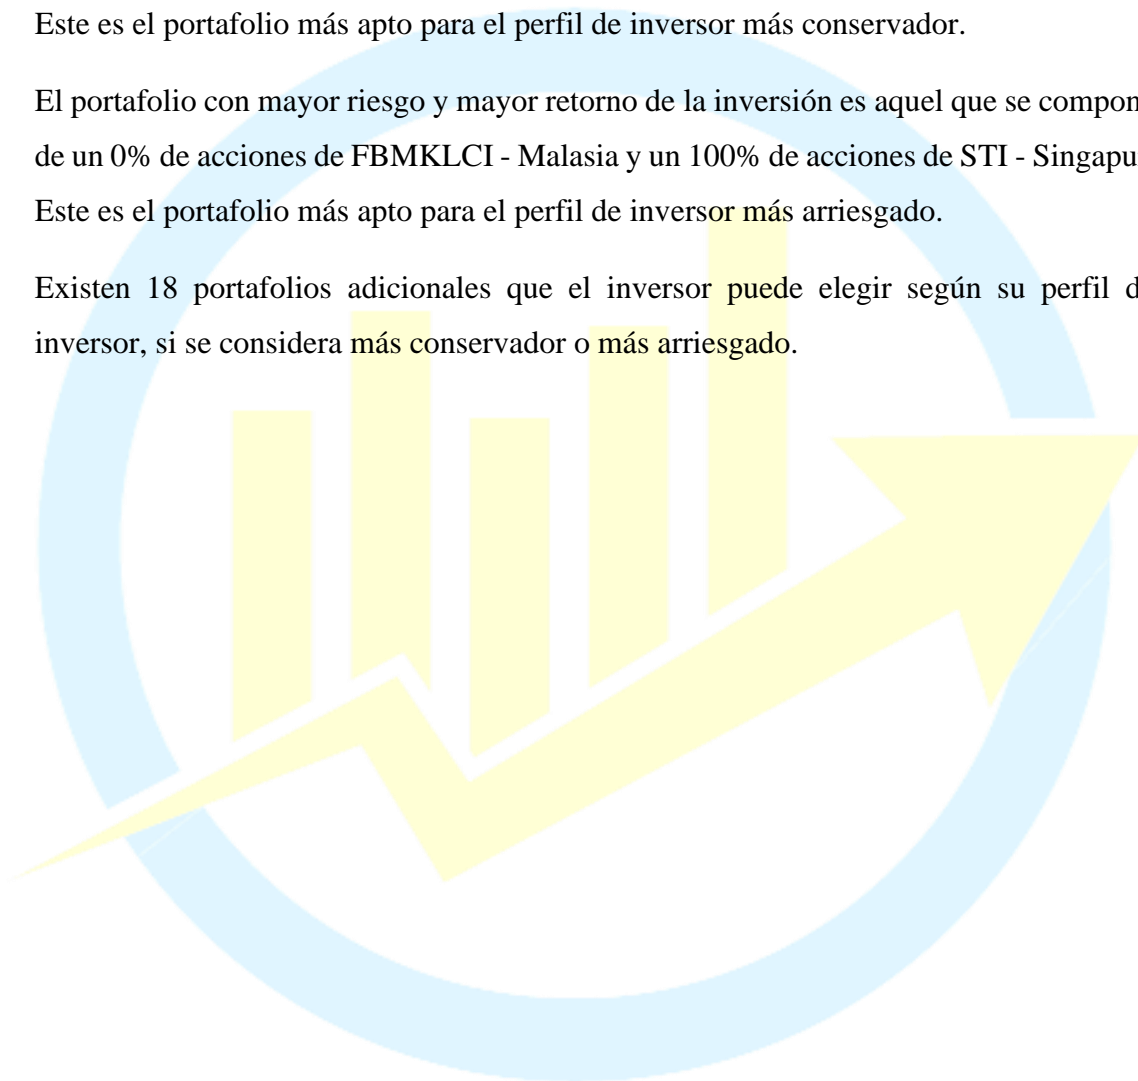 Este es el portafolio más apto para el perfil de inversor más conservador.
El portafolio con mayor riesgo y mayor retorno de la inversión es aquel que se compon
de un 0% de acciones de FBMKLCI - Malasia y un 100% de acciones de STI - Singapu
Este es el portafolio más apto para el perfil de inversor más arriesgado.
Existen 18 portafolios adicionales que el inversor puede elegir según su perfil d
inversor, si se considera más conservador o más arriesgado.